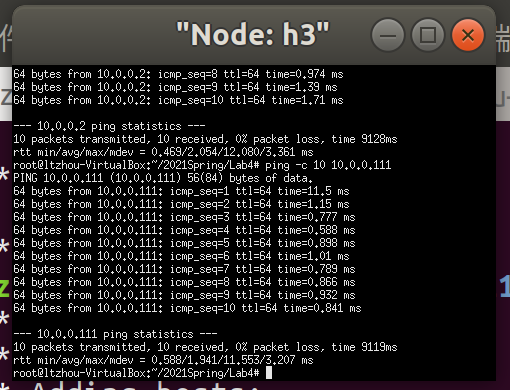 "Node: h3"
64 bytes from 10.0.0.2: icmp_seq=8 ttl=64 time=0.974 ms
64 bytes from 10.0.0.2: icmp_seq=9 ttl=64 time=1.39 ms
64 bytes from 10.0.0.2: icmp_seq=10 ttl=64 time=1.71 ms
--- 10.0.0.2 ping statistics ---
10 packets transmitted, 10 received, 0% packet loss, time 9128ms
rtt min/avg/max/mdev = 0.469/2.054/12.080/3.361 ms
root@ltzhou-VirtualBox:~/2021Spring/Lab4# ping -c 10 10.0.0.111
PING 10.0.0.111 (10.0.0.111) 56(84) bytes of data.
64 bytes from 10.0.0.111: icmp_seq=1 ttl=64 time=11.5 ms
64 bytes from 10.0.0.111: icmp_seq=2 ttl=64 time=1.15 ms
64 bytes from 10.0.0.111: icmp_seq=3 ttl=64 time=0.777 ms
64 bytes from 10.0.0.111: icmp_seq=4 ttl=64 time=0.588 ms
64 bytes from 10.0.0.111: icmp_seq=5 ttl=64 time=0.898 ms
64 bytes from 10.0.0.111: icmp_seq=6 ttl=64 time=1.01 ms
64 bytes from 10.0.0.111: icmp_seq=7 ttl=64 time=0.789 ms
64 bytes from 10.0.0.111: icmp_seq=8 ttl=64 time=0.866 ms
64 bytes from 10.0.0.111: icmp_seq=9 ttl=64 time=0.932 ms
64 bytes from 10.0.0.111: icmp_seq=10 ttl=64 time=0.841 ms
--- 10.0.0.111 ping statistics ---
10 packets transmitted, 10 received, 0% packet loss, time 9119ms
rtt min/avg/max/mdev = 0.588/1.941/11.553/3.207 ms
root@ltzhou-VirtualBox:~/2021Spring/Lab4#